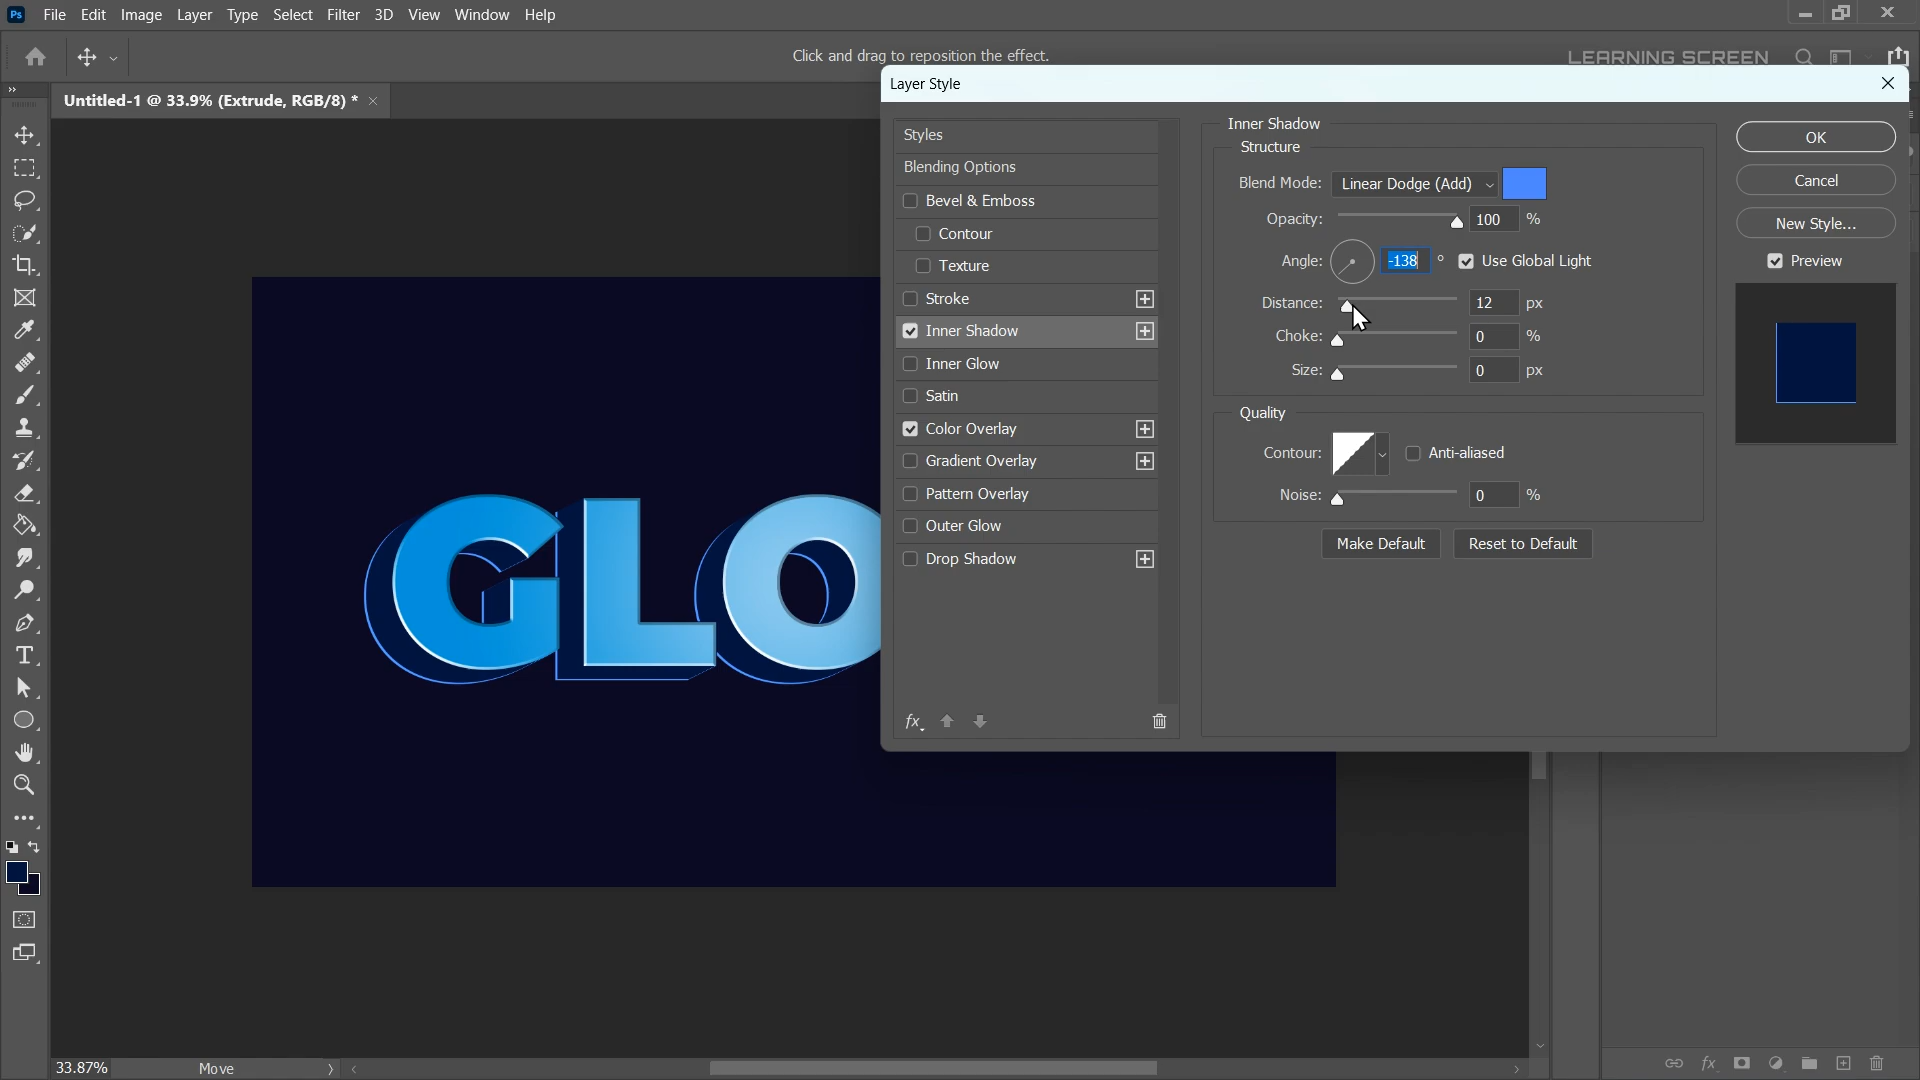 Ps File Edit Image Layer Type Select Filter 3D View Window Help
Click and drag to reposition the effect.
LEARNING SCREEN
Untitled-1 @ 33.9% (Extrude, RGB/8) *
Layer Style
Styles
Blending Options
Bevel & Emboss
Contour
Texture
Stroke
Inner Shadow
Inner Glow
Satin
Color Overlay
Gradient Overlay
Pattern Overlay
Outer Glow
Drop Shadow
fx
Inner Shadow
Structure
Blend Mode: Linear Dodge (Add)
Opacity: 100 %
Angle: -138 ° Use Global Light
Distance: 12 px
Choke: 0 %
Size: 0 px
Quality
Contour: Anti-aliased
Noise: 0 %
Make Default Reset to Default
OK
Cancel
New Style...
Preview
GLO
33.87% Move
fx